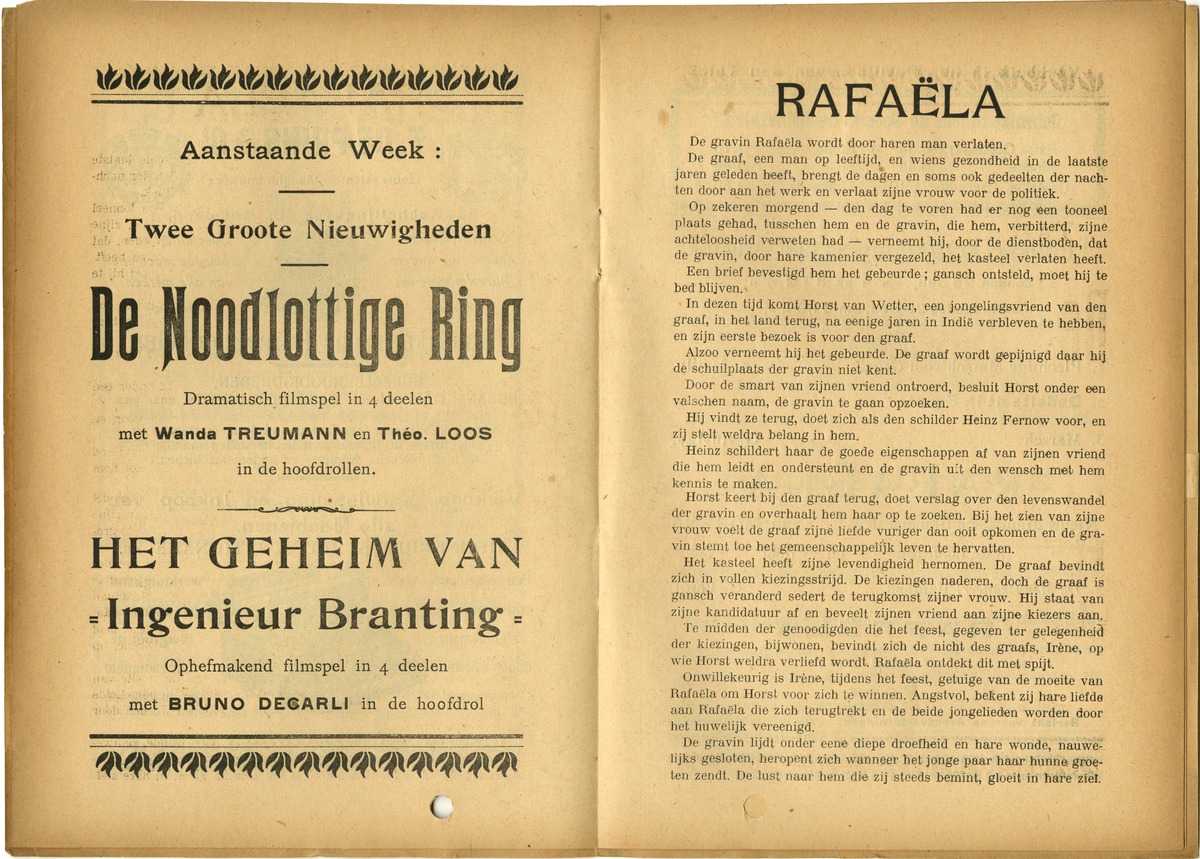 Aanstaande Week :
Twee Groote Nieuwigheden
De Noodlottige Ring
Dramatisch filmspel in 4 deelen
met Wanda TREUMANN en Théo. LOOS
in de hoofdrollen.
HET GEHEIM VAN
= Ingenieur Branting =
Ophefmakend filmspel in 4 deelen
met BRUNO DECARLI in de hoofdrol
RAFAËLA
De gravin Rafaëla wordt door haren man verlaten.
De graaf, een man op leeftijd, en wiens gezondheid in de laatste
jaren geleden heeft, brengt de dagen en soms ook gedeelten der nach-
ten door aan het werk en verlaat zijne vrouw voor de politiek.
Op zekeren morgend — den dag te voren had er nog een tooneel
plaats gehad, tusschen hem en de gravin, die hem, verbitterd, zijne
achteloosheid verweten had — verneemt hij, door de dienstboden, dat
de gravin, door hare kamenier vergezeld, het kasteel verlaten heeft.
Een brief bevestigd hem het gebeurde ; gansch ontsteld, moet hij te
bed blijven.
In dezen tijd komt Horst van Wetter, een jongelingsvriend van den
graaf, in het land terug, na eenige jaren in Indië verbleven te hebben,
en zijn eerste bezoek is voor den graaf.
Alzoo verneemt hij het gebeurde. De graaf wordt gepijnigd daar hij
de schuilplaats der gravin niet kent.
Door de smart van zijnen vriend ontroerd, besluit Horst onder een
valschen naam, de gravin te gaan opzoeken.
Hij vindt ze terug, doet zich als den schilder Heinz Fernow voor, en
zij stelt weldra belang in hem.
Heinz schildert haar de goede eigenschappen af van zijnen vriend
die hem leidt en ondersteunt en de gravin uit den wensch met hem
kennis te maken.
Horst keert bij den graaf terug, doet verslag over den levenswandel
der gravin en overhaalt hem haar op te zoeken. Bij het zien van zijne
vrouw voelt de graaf zijne liefde vuriger dan ooit opkomen en de gra-
vin stemt toe het gemeenschappelijk leven te hervatten.
Het kasteel heeft zijne levendigheid hernomen. De graaf bevindt
zich in vollen kiezingsstrijd. De kiezingen naderen, doch de graaf is
gansch veranderd sedert de terugkomst zijner vrouw. Hij staat van
zijne kandidatuur af en beveelt zijnen vriend aan zijne kiezers aan.
Te midden der genoodigden die het feest, gegeven ter gelegenheid
der kiezingen, bijwonen, bevindt zich de nicht des graafs, Irène, op
wie Horst weldra verliefd wordt. Rafaëla ontdekt dit met spijt.
Onwillekeurig is Irène, tijdens het feest, getuige van de moeite van
Rafaëla om Horst voor zich te winnen. Angstvol, bekent zij hare liefde
aan Rafaëla die zich terugtrekt en de beide jongelieden worden door
het huwelijk vereenigd.
De gravin lijdt onder eene diepe droefheid en hare wonde, nauwe-
lijks gesloten, heropent zich wanneer het jonge paar haar hunne groe-
ten zendt. De lust naar hem die zij steeds bemint, gloeit in hare ziel.